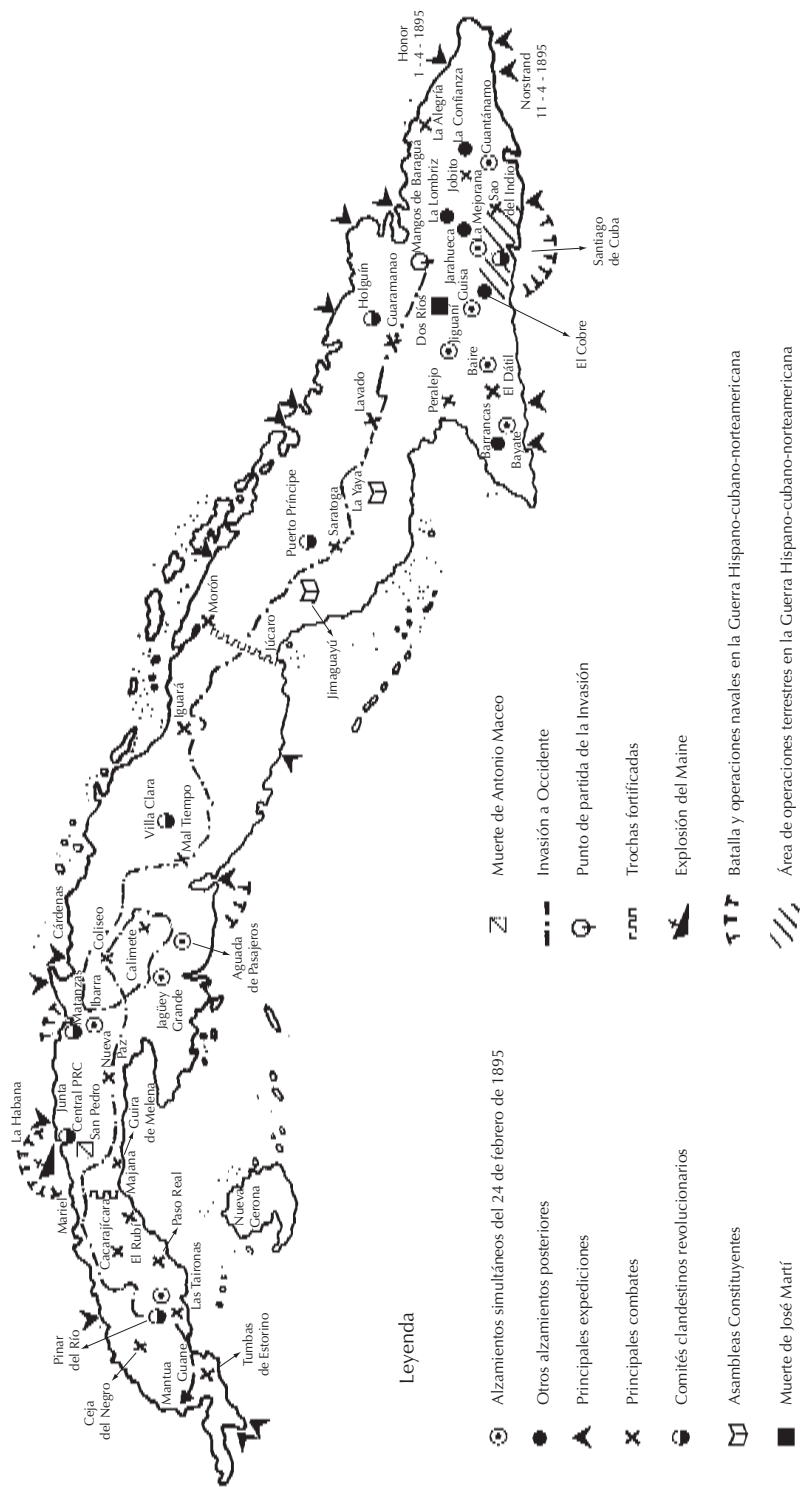 La Habana
Mariel
Junta
Central PRC
San Pedro
Matanzas
Cárdenas
Ibarra
Coliseo
Nueva
Paz
Calimete
Jagüey
Grande
Aguada
de Pasajeros
Pinar
del Río
Ceja
del Negro
Cacarajícara
El Rubí
Majana
Guira
de Melena
Paso Real
Las Taironas
Mantua
Guane
Tumbas
de Estorino
Nueva
Gerona
Villa Clara
Mal Tiempo
Iguará
Morón
Júcaro
Jimaguayú
Puerto Príncipe
Saratoga
La Yaya
Lavado
Holguín
Guaramanao
Mangos de Baraguá
Peralejo
Dos Ríos
Jiguaní
Guisa
Baire
El Dátil
Barrancas
Bayate
Jarahueca
La Lombriz
La Mejorana
Jobito
Sao
del Indio
La Alegría
La Confianza
Guantánamo
El Cobre
Santiago
de Cuba
Honor
1 - 4 - 1895
Norstrand
11 - 4 - 1895
Leyenda
Alzamientos simultáneos del 24 de febrero de 1895
Otros alzamientos posteriores
Principales expediciones
Principales combates
Comités clandestinos revolucionarios
Asambleas Constituyentes
Muerte de José Martí
Muerte de Antonio Maceo
Invasión a Occidente
Punto de partida de la Invasión
Trochas fortificadas
Explosión del Maine
Batalla y operaciones navales en la Guerra Hispano-cubano-norteamericana
Área de operaciones terrestres en la Guerra Hispano-cubano-norteamericana